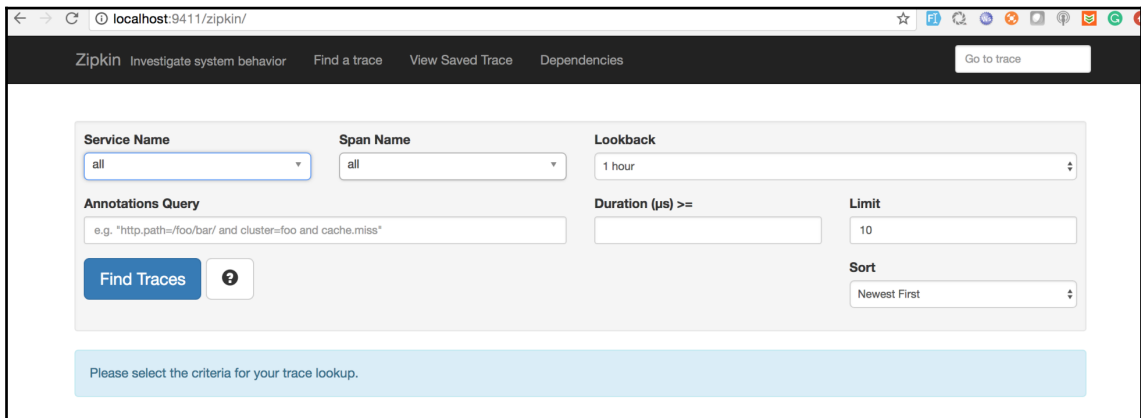 localhost:9411/zipkin/
Zipkin Investigate system behavior Find a trace View Saved Trace Dependencies Go to trace
Service Name Span Name Lookback
all all 1 hour
Annotations Query Duration (μs) >= Limit
e.g. "http.path=/foo/bar/ and cluster=foo and cache.miss" 10
Find Traces ? Sort
Newest First
Please select the criteria for your trace lookup.